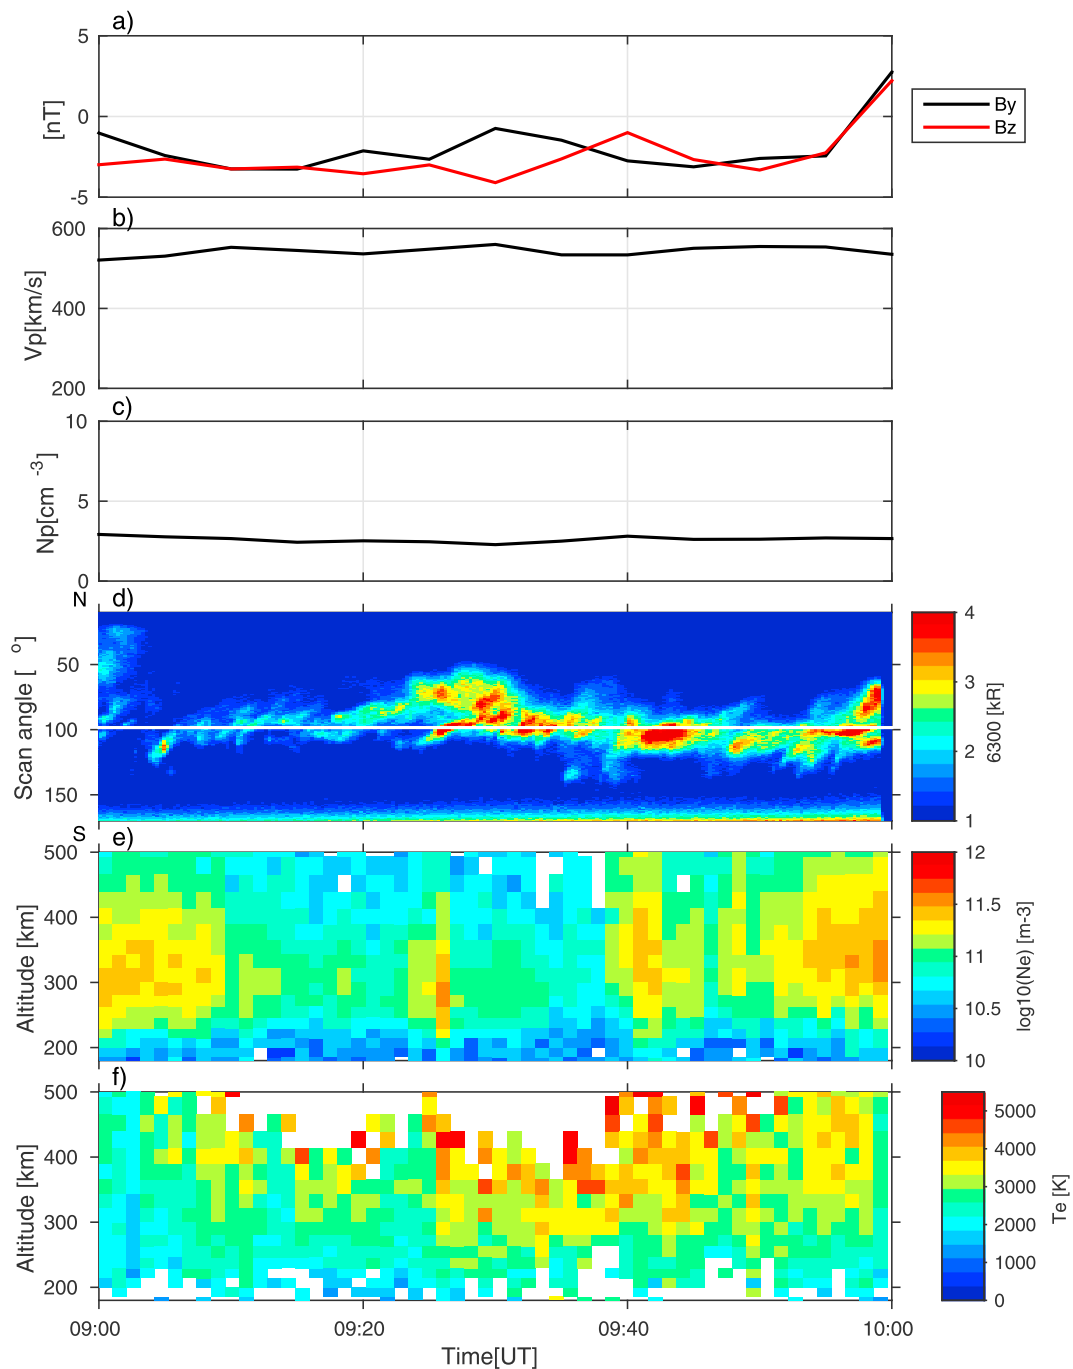 a)
5
0
-5
[nT]
By
Bz
b)
600
400
200
Vp[km/s]
c)
10
5
0
Np[cm -3]
N
d)
50
100
150
Scan angle [ o]
S
4
3
2
1
6300 [kR]
e)
500
400
300
200
Altitude [km]
12
11.5
11
10.5
10
log10(Ne) [m-3]
f)
500
400
300
200
Altitude [km]
5000
4000
3000
2000
1000
0
Te [K]
09:00
09:20
09:40
10:00
Time[UT]